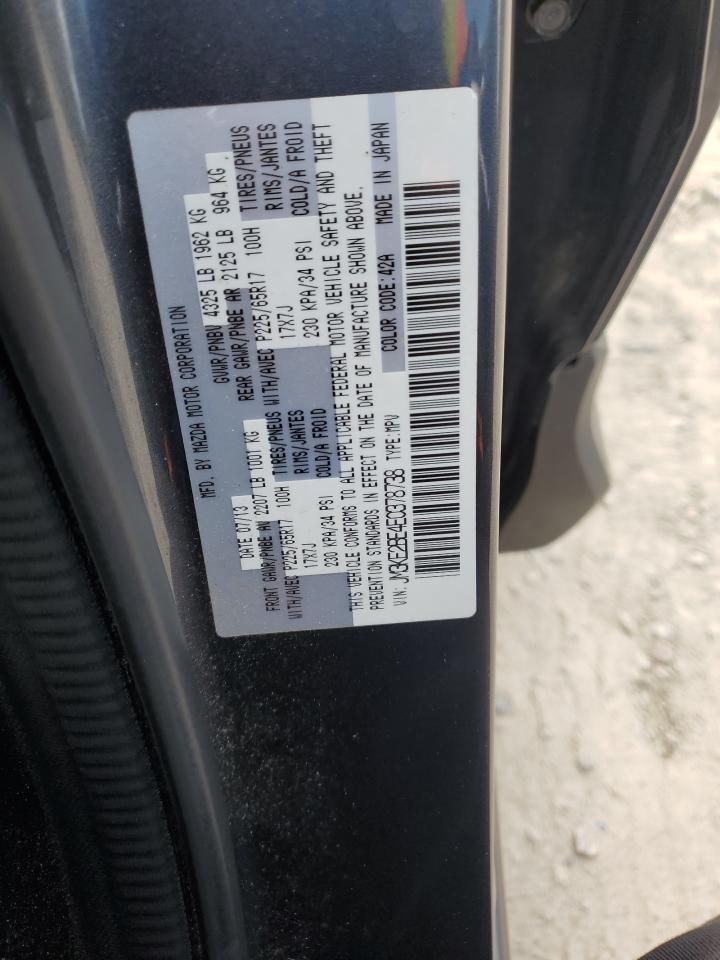 MFD. BY MAZDA MOTOR CORPORATION
DATE 07/13 GVWR/PNBV 4325 LB 1962 KG
FRONT GAWR/PNBE AV 2207 LB 1001 KG REAR GAWR/PNBE AR 2125 LB 964 KG
WITH/AVEC P225/65R17 100H TIRES/PNEUS WITH/AVEC P225/65R17 100H TIRES/PNEUS
17X7J RIMS/JANTES 17X7J RIMS/JANTES
230 KPA/34 PSI COLD/A FROID 230 KPA/34 PSI COLD/A FROID
THIS VEHICLE CONFORMS TO ALL APPLICABLE FEDERAL MOTOR VEHICLE SAFETY AND THEFT
PREVENTION STANDARDS IN EFFECT ON THE DATE OF MANUFACTURE SHOWN ABOVE.
VIN: JM3KE2BE4E0378738 TYPE:MPV COLOR CODE:42A MADE IN JAPAN